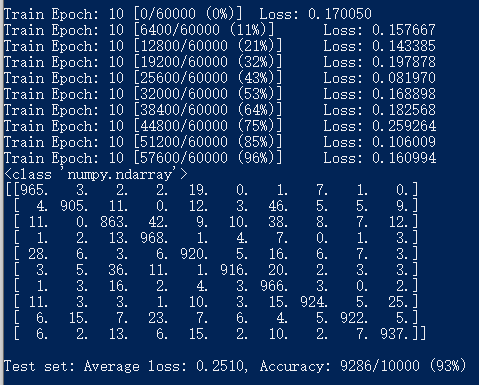 Train Epoch: 10 [0/60000 (0%)]	Loss: 0.170050
Train Epoch: 10 [6400/60000 (11%)]	Loss: 0.157667
Train Epoch: 10 [12800/60000 (21%)]	Loss: 0.143385
Train Epoch: 10 [19200/60000 (32%)]	Loss: 0.197878
Train Epoch: 10 [25600/60000 (43%)]	Loss: 0.081970
Train Epoch: 10 [32000/60000 (53%)]	Loss: 0.168898
Train Epoch: 10 [38400/60000 (64%)]	Loss: 0.182568
Train Epoch: 10 [44800/60000 (75%)]	Loss: 0.259264
Train Epoch: 10 [51200/60000 (85%)]	Loss: 0.106009
Train Epoch: 10 [57600/60000 (96%)]	Loss: 0.160994
<class 'numpy.ndarray'>
[[965. 3. 2. 2. 19. 0. 1. 7. 1. 0.]
[ 4. 905. 11. 0. 12. 3. 46. 5. 5. 9.]
[ 11. 0. 863. 42. 9. 10. 38. 8. 7. 12.]
[ 1. 2. 13. 968. 1. 4. 7. 0. 1. 3.]
[ 28. 6. 3. 6. 920. 5. 16. 6. 7. 3.]
[ 3. 5. 36. 11. 1. 916. 20. 2. 3. 3.]
[ 1. 3. 16. 2. 4. 3. 966. 3. 0. 2.]
[ 11. 3. 3. 1. 10. 3. 15. 924. 5. 25.]
[ 6. 15. 7. 23. 7. 6. 4. 5. 922. 5.]
[ 6. 2. 13. 6. 15. 2. 10. 2. 7. 937.]]
Test set: Average loss: 0.2510, Accuracy: 9286/10000 (93%)